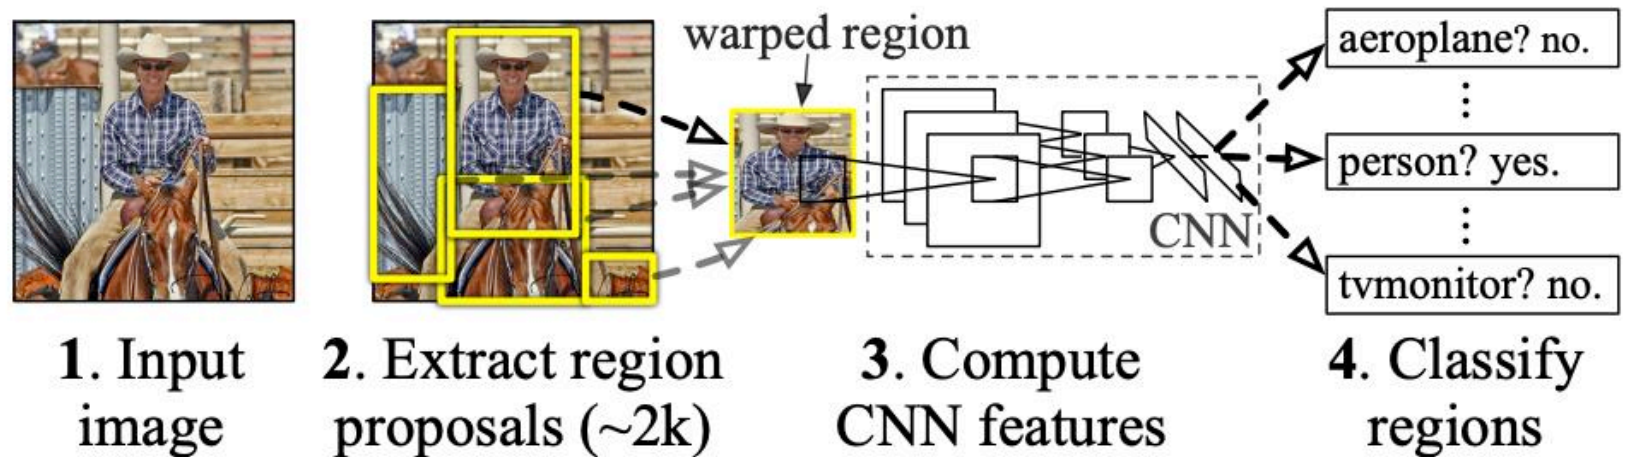 warped region
aeroplane? no.
person? yes.
CNN
tvmonitor? no.
1. Input
image
2. Extract region
proposals (~2k)
3. Compute
CNN features
4. Classify
regions